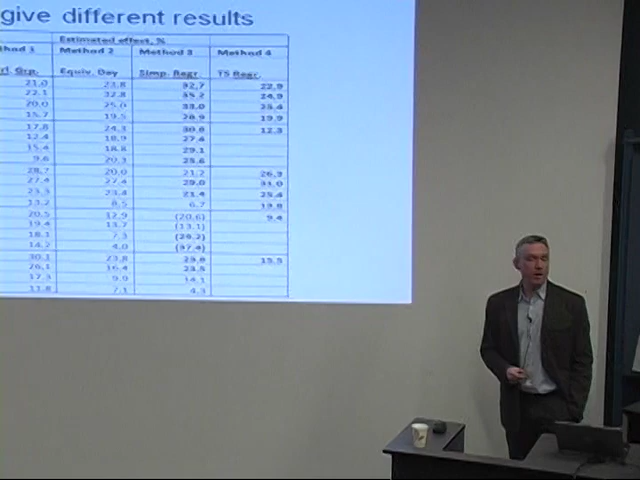 give different results
Estimated effect, %
thod 1 Method 2 Method 3 Method 4
rl. Grp. Equiv. Day Simp. Regr. TS Regr.
21.0 23.8 32.7 22.9
22.1 32.8 35.2 24.9
20.0 25.0 33.0 25.4
15.7 19.5 28.9 19.9
17.8 24.3 30.8 12.3
12.4 18.9 27.4
15.4 18.8 29.1
9.6 20.3 25.6
28.7 20.0 21.2 26.3
27.4 27.4 29.0 31.0
23.3 23.4 21.4 25.4
13.2 8.5 6.7 19.8
20.5 12.9 (20.6) 9.4
19.4 13.7 (13.1)
18.1 7.3 (28.2)
14.2 4.0 (37.4)
30.1 23.8 25.6 15.5
26.1 16.4 23.5
17.3 9.9 14.1
11.8 7.1 4.3